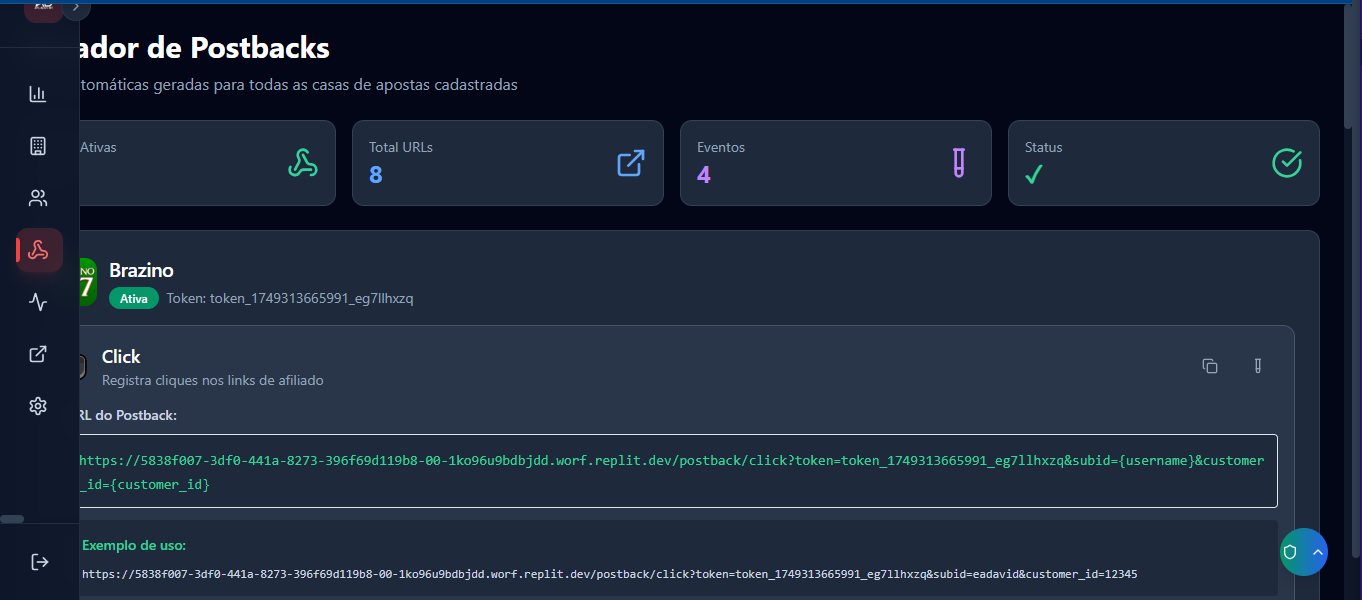 ador de Postbacks
tomáticas geradas para todas as casas de apostas cadastradas
Ativas
Total URLs
8
Eventos
4
Status
✓
NO
7
Brazino
Ativa Token: token_1749313665991_eg7llhxzq
Click
Registra cliques nos links de afiliado
RL do Postback:
https://5838f007-3df0-441a-8273-396f69d119b8-00-1ko96u9bdbjdd.worf.replit.dev/postback/click?token=token_1749313665991_eg7llhxzq&subid={username}&customer
_id={customer_id}
Exemplo de uso:
https://5838f007-3df0-441a-8273-396f69d119b8-00-1ko96u9bdbjdd.worf.replit.dev/postback/click?token=token_1749313665991_eg7llhxzq&subid=eadavid&customer_id=12345